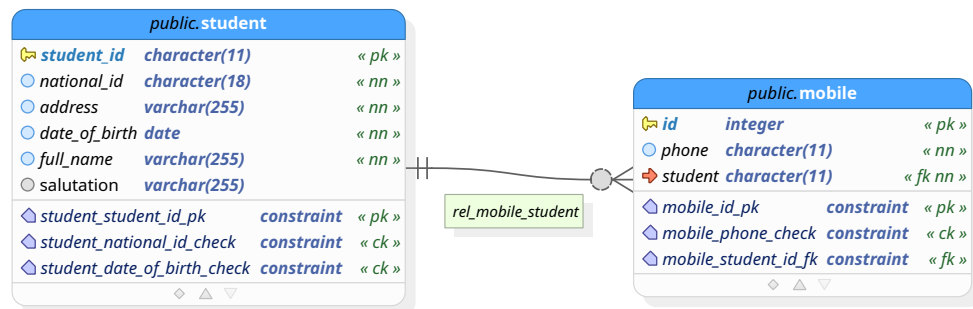 public.student
student_id character(11) « pk »
national_id character(18) « nn »
address varchar(255) « nn »
date_of_birth date « nn »
full_name varchar(255) « nn »
salutation varchar(255)
student_student_id_pk constraint « pk »
student_national_id_check constraint « ck »
student_date_of_birth_check constraint « ck »
rel_mobile_student
public.mobile
id integer « pk »
phone character(11) « nn »
student character(11) « fk nn »
mobile_id_pk constraint « pk »
mobile_phone_check constraint « ck »
mobile_student_id_fk constraint « fk »